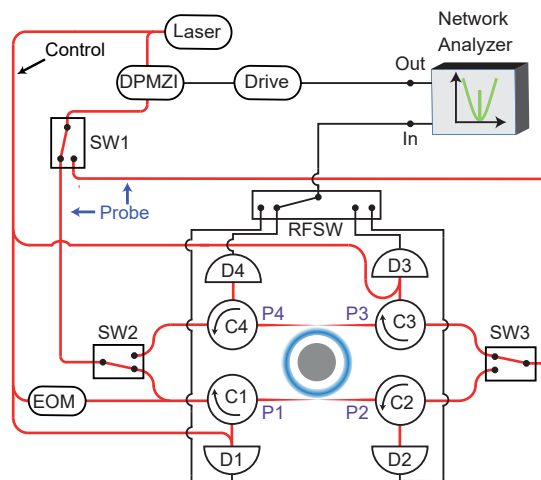 Network
Analyzer
Laser
Control
DPMZI
Drive
Out
In
SW1
Probe
RFSW
D4
D3
SW2
P4
P3
SW3
C4
C3
EOM
C1
P1
P2
C2
D1
D2